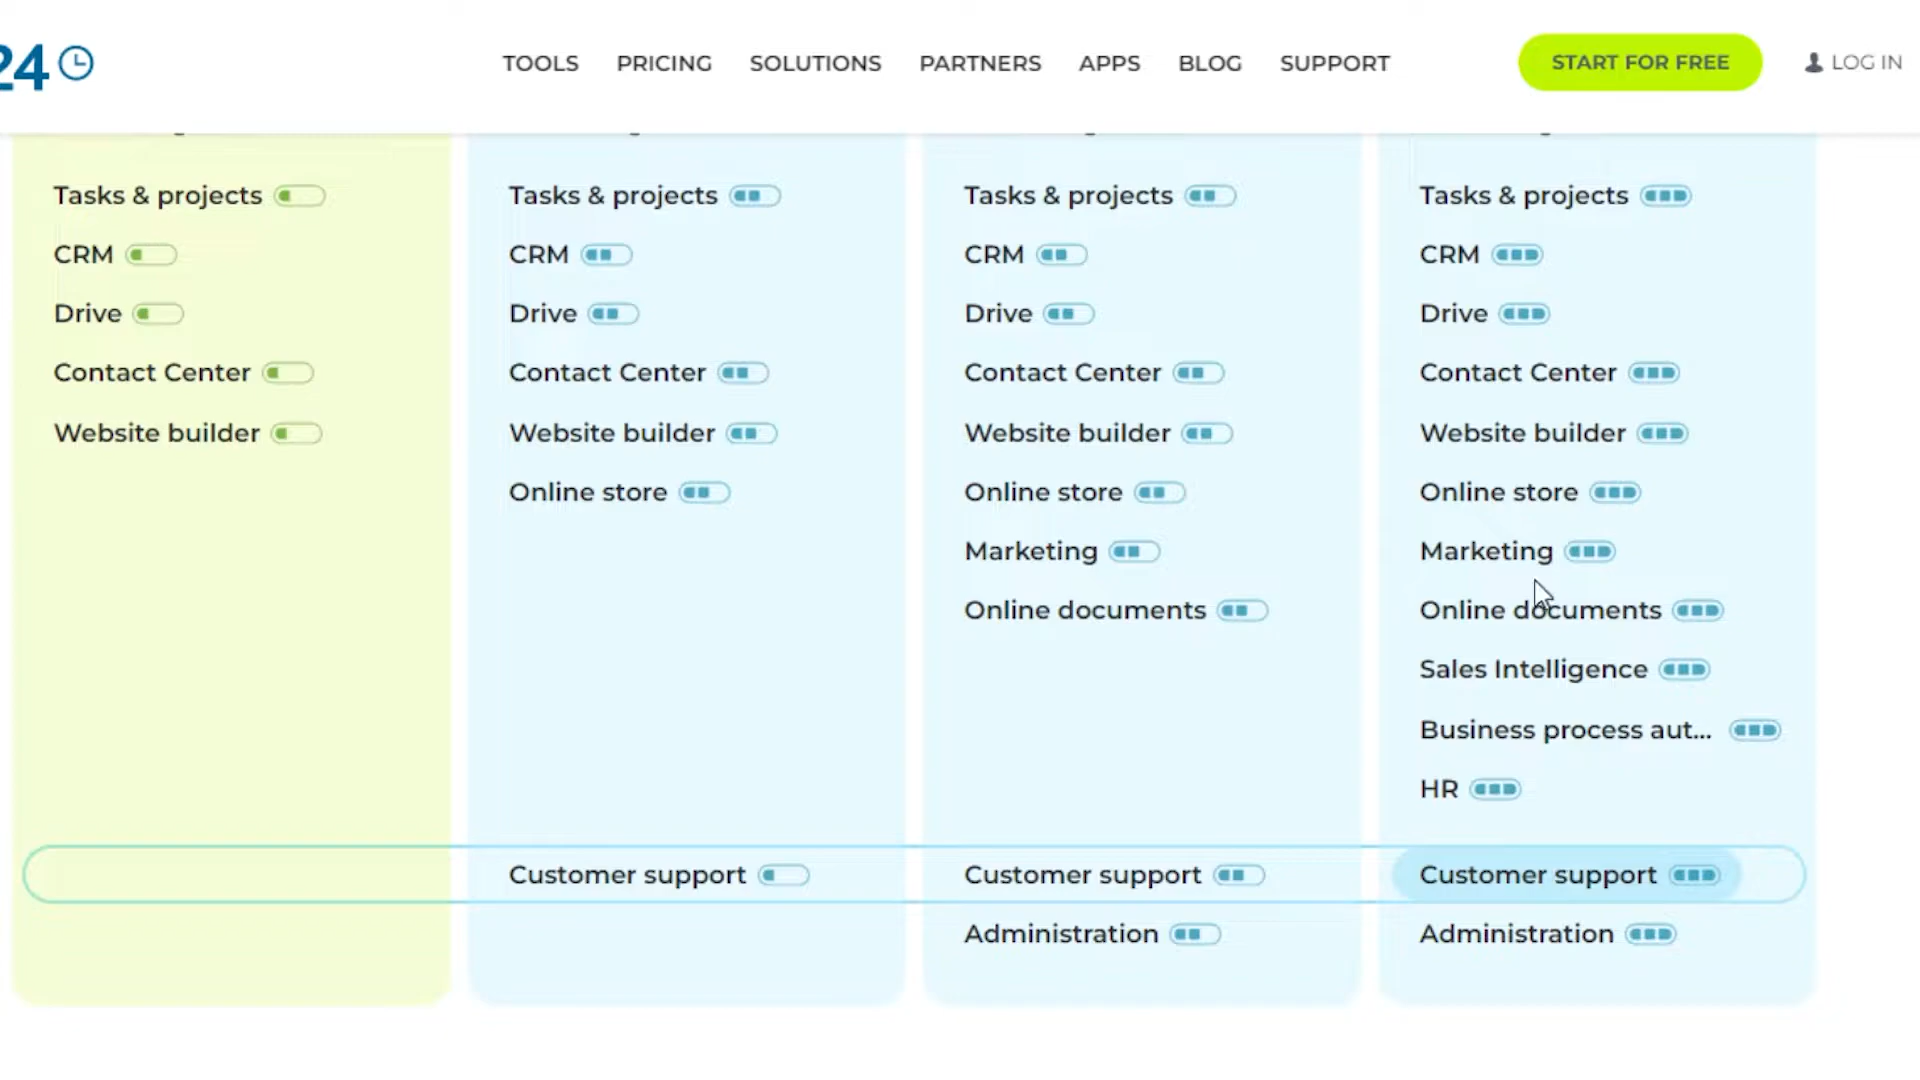 24
TOOLS PRICING SOLUTIONS PARTNERS APPS BLOG SUPPORT START FOR FREE LOG IN
Tasks & projects Tasks & projects Tasks & projects Tasks & projects
CRM CRM CRM CRM
Drive Drive Drive Drive
Contact Center Contact Center Contact Center Contact Center
Website builder Website builder Website builder Website builder
Online store Online store Online store
Marketing Marketing
Online documents Online documents
Sales Intelligence
Business process aut...
HR
Customer support Customer support Customer support
Administration Administration